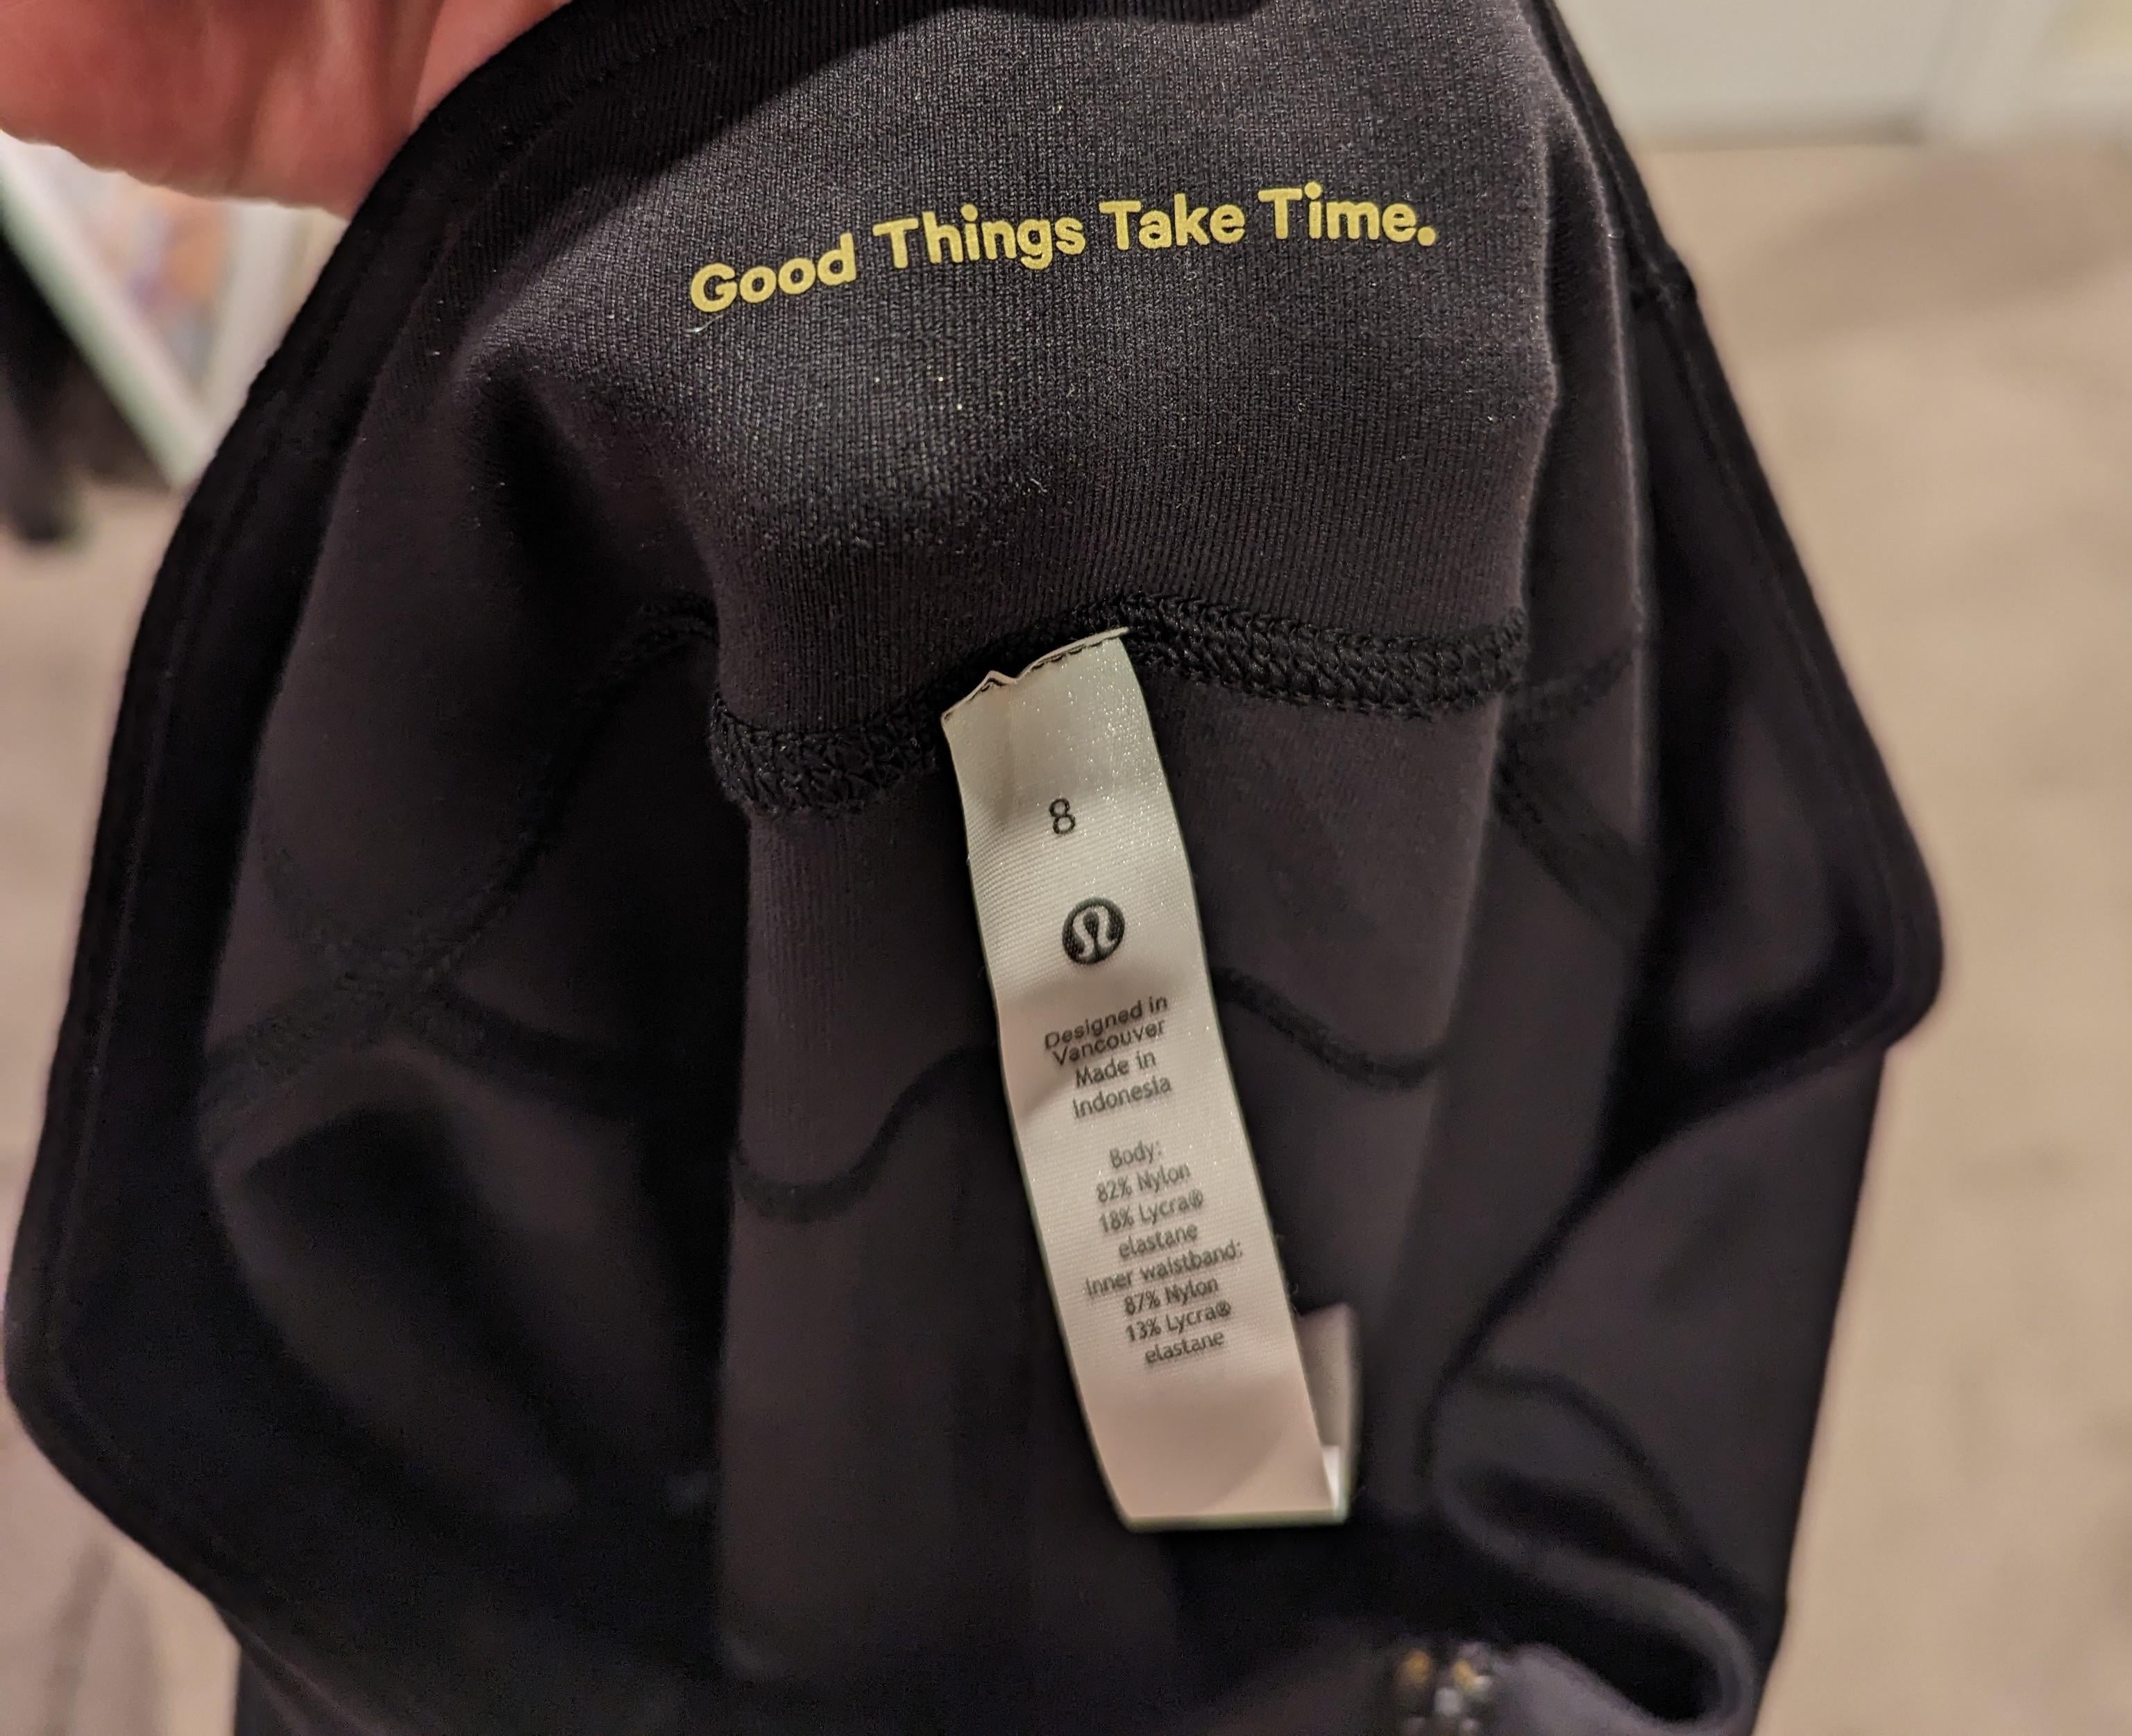 Good Things Take Time.
8
Designed in
Vancouver
Made in
Indonesia
Body:
82% Nylon
18% Lycra®
elastane
Inner waistband:
87% Nylon
13% Lycra®
elastane